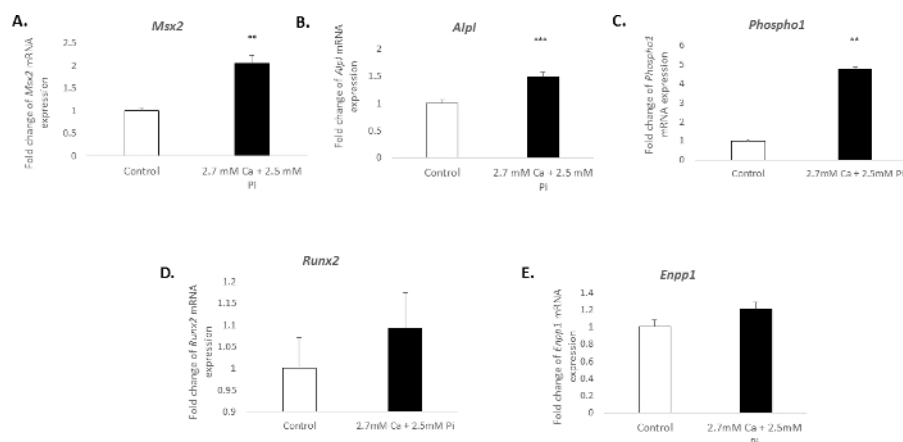 A.
Msx2
Fold change of Msx2 mRNA
expression
2.5
2
1.5
1
0.5
0
**
Control
2.7 mM Ca + 2.5 mM
Pi
B.
Alpl
Fold change of Alpl mRNA
expression
2
1.5
1
0.5
0
***
Control
2.7 mM Ca + 2.5 mM
Pi
C.
Phospho1
Fold change of Phospho1
mRNA expression
6
5
4
3
2
1
0
**
Control
2.7mM Ca + 2.5mM Pi
D.
Runx2
Fold change of Runx2 mRNA
expression
1.2
1.15
1.1
1.05
1
0.95
0.9
Control
2.7mM Ca + 2.5mM Pi
E.
Enpp1
Fold change of Enpp1 mRNA
expression
1.4
1.2
1
0.8
0.6
0.4
0.2
0
Control
2.7mM Ca + 2.5mM
Pi